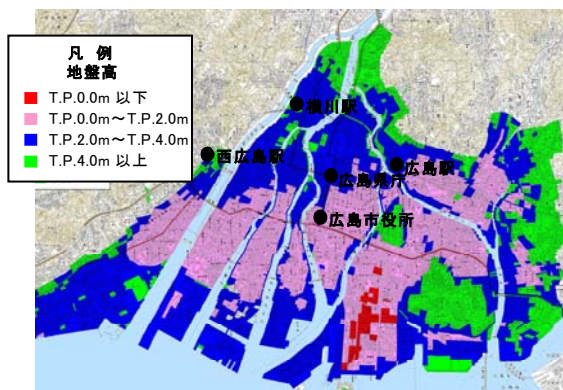 凡 例
地盤高
T.P.0.0m 以下
T.P.0.0m～T.P.2.0m
T.P.2.0m～T.P.4.0m
T.P.4.0m 以上
横川駅
西広島駅
広島駅
広島県庁
広島市役所